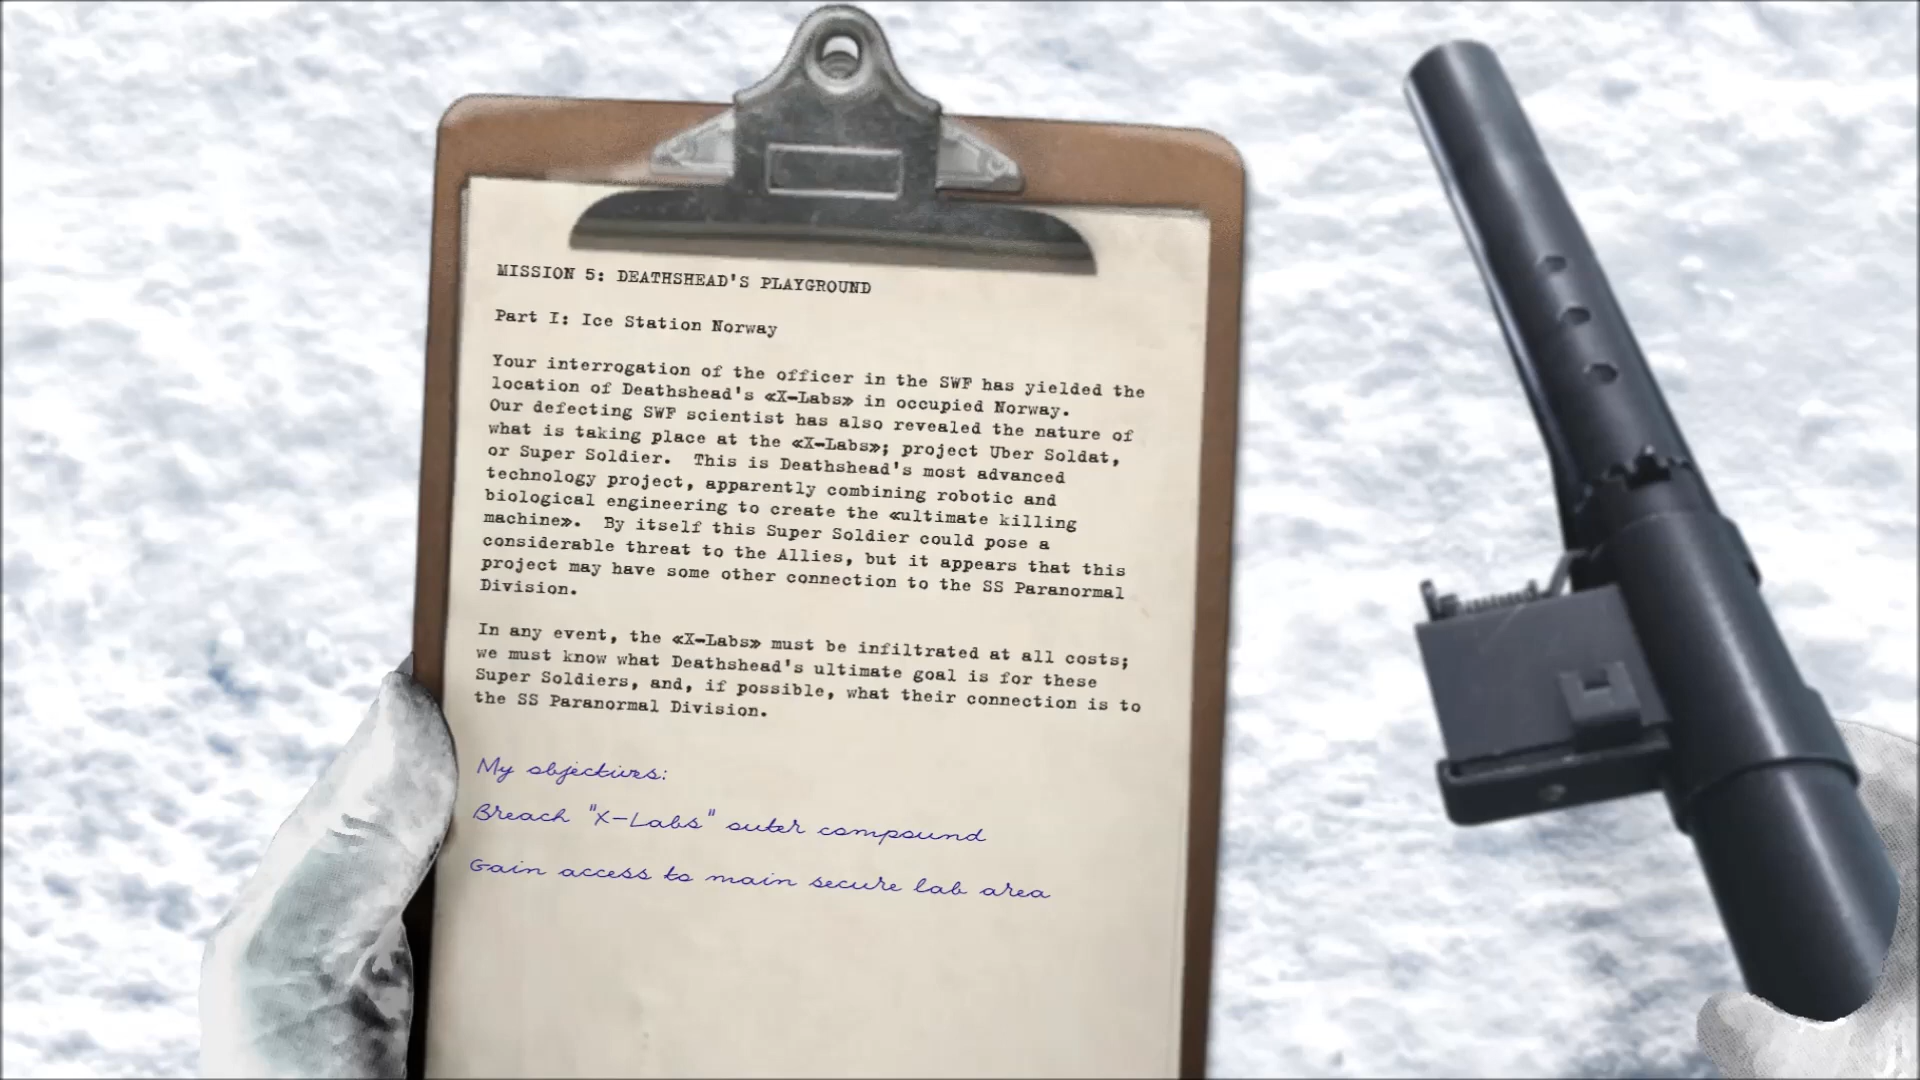 MISSION 5: DEATHSHEAD'S PLAYGROUND
Part I: Ice Station Norway
Your interrogation of the officer in the SWF has yielded the
location of Deathshead's «X-Labs» in occupied Norway.
Our defecting SWF scientist has also revealed the nature of
what is taking place at the «X-Labs»; project Uber Soldat,
or Super Soldier.  This is Deathshead's most advanced
technology project, apparently combining robotic and
biological engineering to create the «ultimate killing
machine».  By itself this Super Soldier could pose a
considerable threat to the Allies, but it appears that this
project may have some other connection to the SS Paranormal
Division.
In any event, the «X-Labs» must be infiltrated at all costs;
we must know what Deathshead's ultimate goal is for these
Super Soldiers, and, if possible, what their connection is to
the SS Paranormal Division.
My objectives:
Breach "X-Labs" outer compound
Gain access to main secure lab area